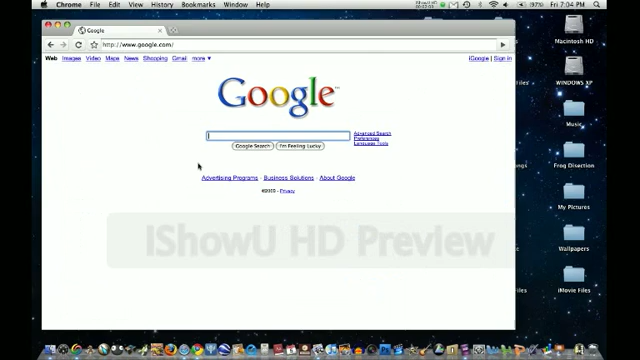 Chrome File Edit View History Bookmarks Window Help
(97%) Fri 7:04 PM
Google
http://www.google.com/
Web Images Video Maps News Shopping Gmail more
iGoogle | Sign in
Google
Advanced Search
Preferences
Language Tools
Google Search I'm Feeling Lucky
Advertising Programs - Business Solutions - About Google
©2009 - Privacy
IShowU HD Preview
Macintosh HD
WINDOWS XP
Music
Frog Disection
My Pictures
Wallpapers
iMovie Files